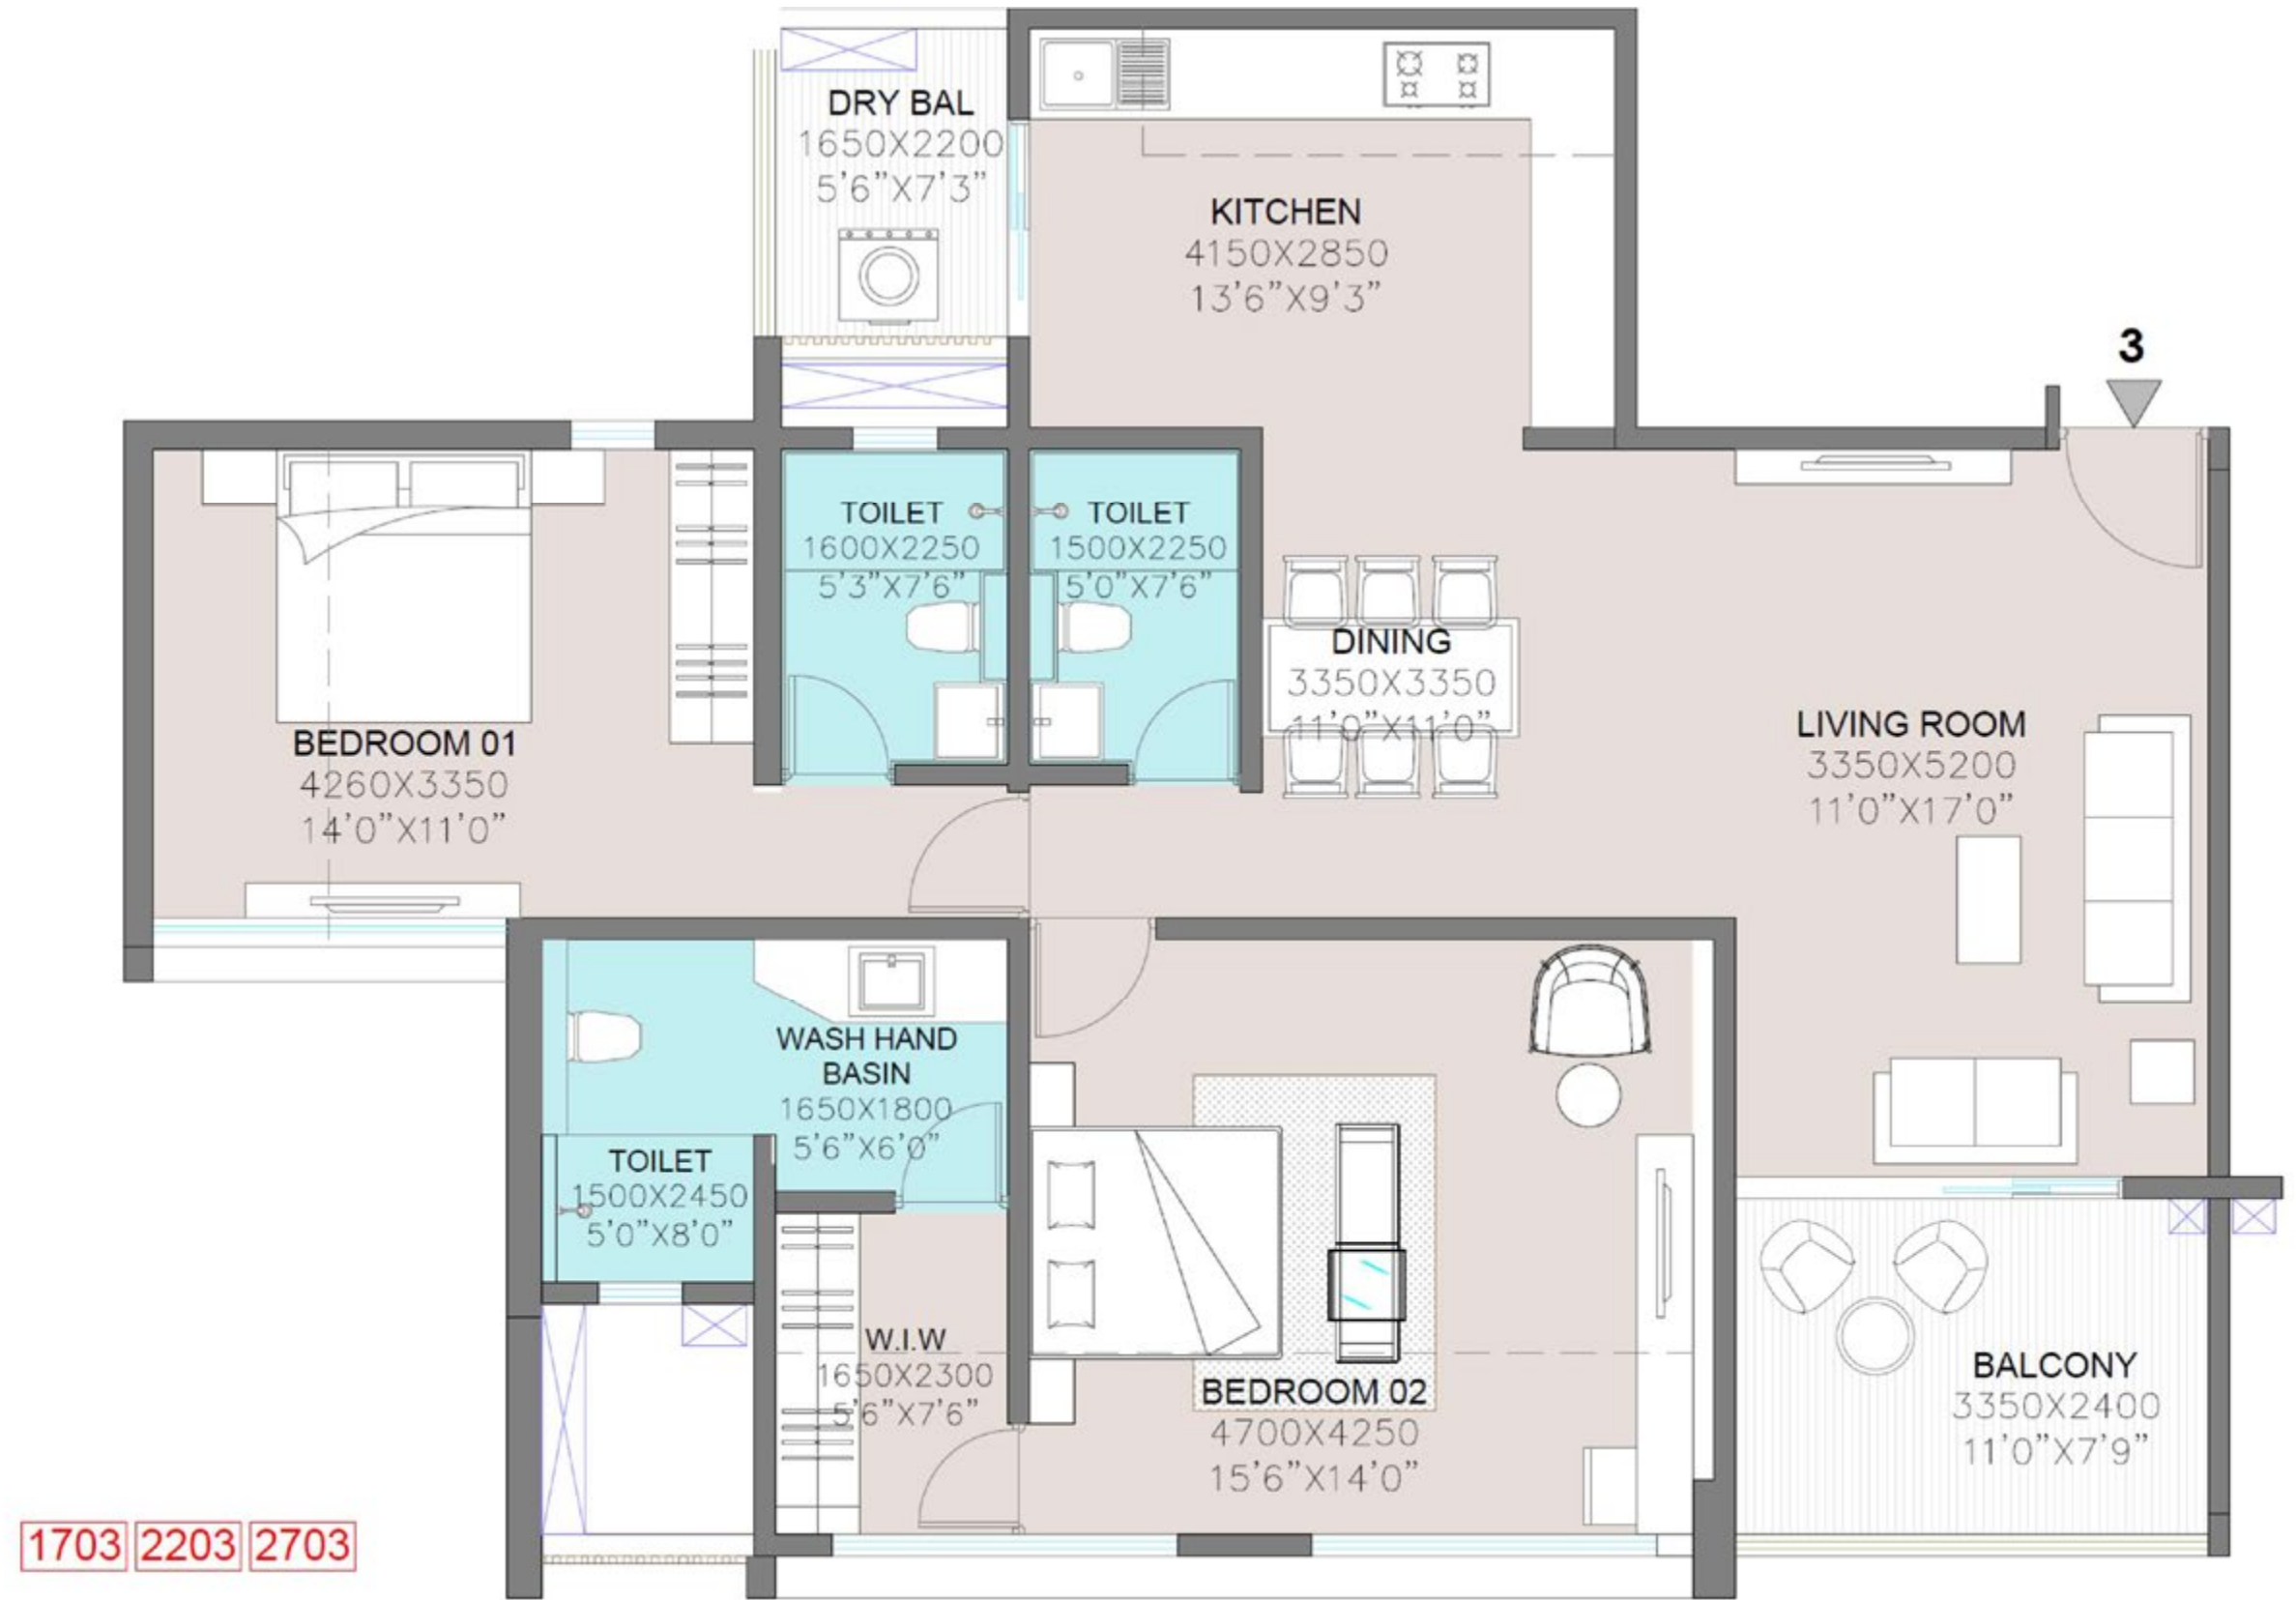 DRY BAL
1650X2200
5'6"X7'3"
KITCHEN
4150X2850
13'6"X9'3"
3
TOILET
1600X2250
5'3"X7'6"
TOILET
1500X2250
5'0"X7'6"
DINING
3350X3350
11'0"X11'0"
LIVING ROOM
3350X5200
11'0"X17'0"
BEDROOM 01
4260X3350
14'0"X11'0"
WASH HAND
BASIN
1650X1800
5'6"X6'0"
TOILET
1500X2450
5'0"X8'0"
W.I.W
1650X2300
5'6"X7'6"
BEDROOM 02
4700X4250
15'6"X14'0"
BALCONY
3350X2400
11'0"X7'9"
1703 2203 2703